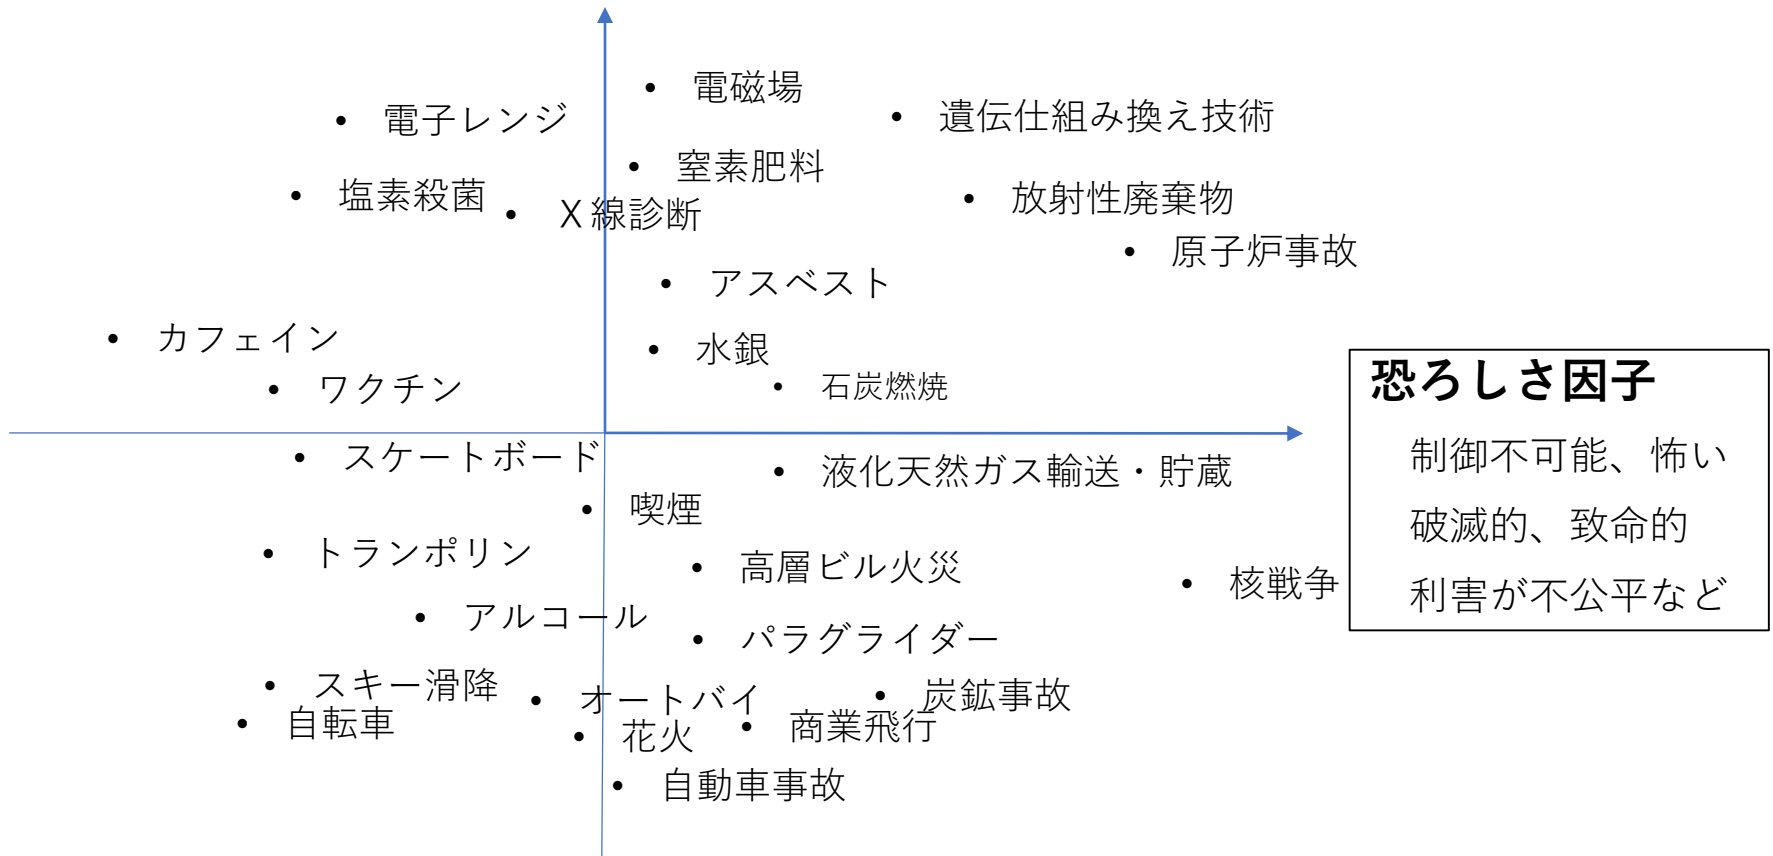 • 電磁場
• 電子レンジ
• 遺伝仕組み換え技術
• 窒素肥料
• 塩素殺菌
• X線診断
• 放射性廃棄物
• 原子炉事故
• アスベスト
• カフェイン
• 水銀
• ワクチン
• 石炭燃焼
恐ろしさ因子
制御不可能、怖い
破滅的、致命的
利害が不公平など
• スケートボード
• 液化天然ガス輸送・貯蔵
• 喫煙
• トランポリン
• 高層ビル火災
• 核戦争
• アルコール
• パラグライダー
• スキー滑降
• オートバイ
• 炭鉱事故
• 自転車
• 花火
• 商業飛行
• 自動車事故